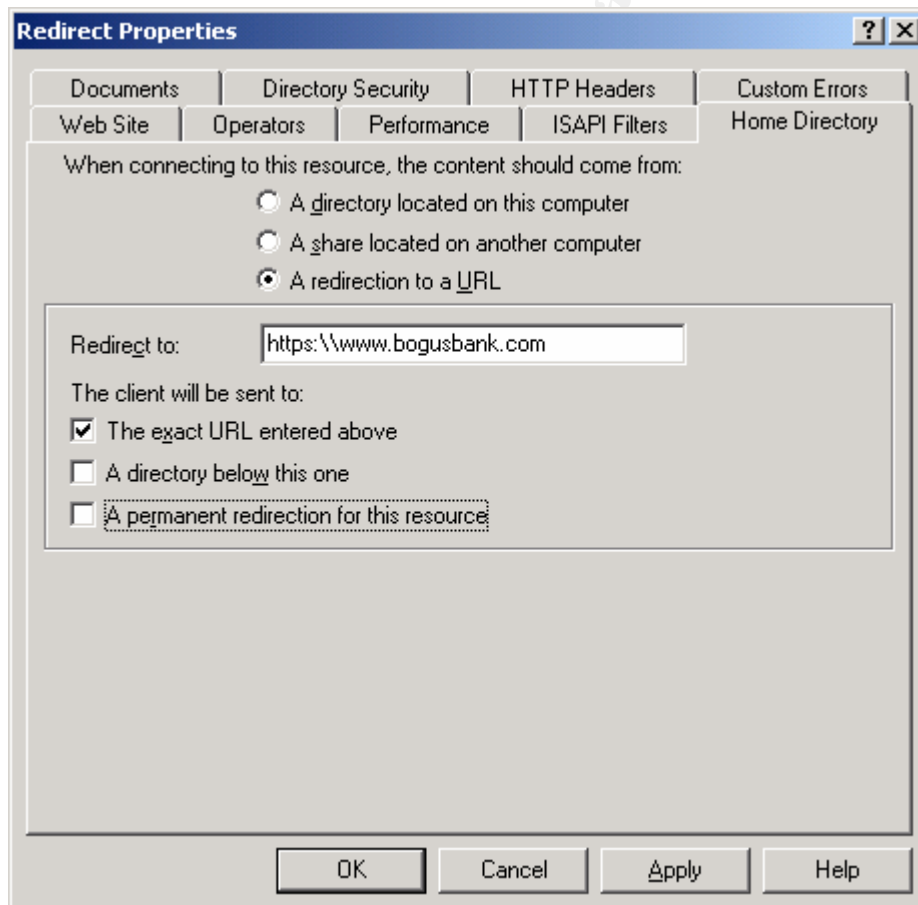 Redirect Properties
Documents Directory Security HTTP Headers Custom Errors
Web Site Operators Performance ISAPI Filters Home Directory
When connecting to this resource, the content should come from:
A directory located on this computer
A share located on another computer
A redirection to a URL
Redirect to: https:\\www.bogusbank.com
The client will be sent to:
The exact URL entered above
A directory below this one
A permanent redirection for this resource
OK Cancel Apply Help